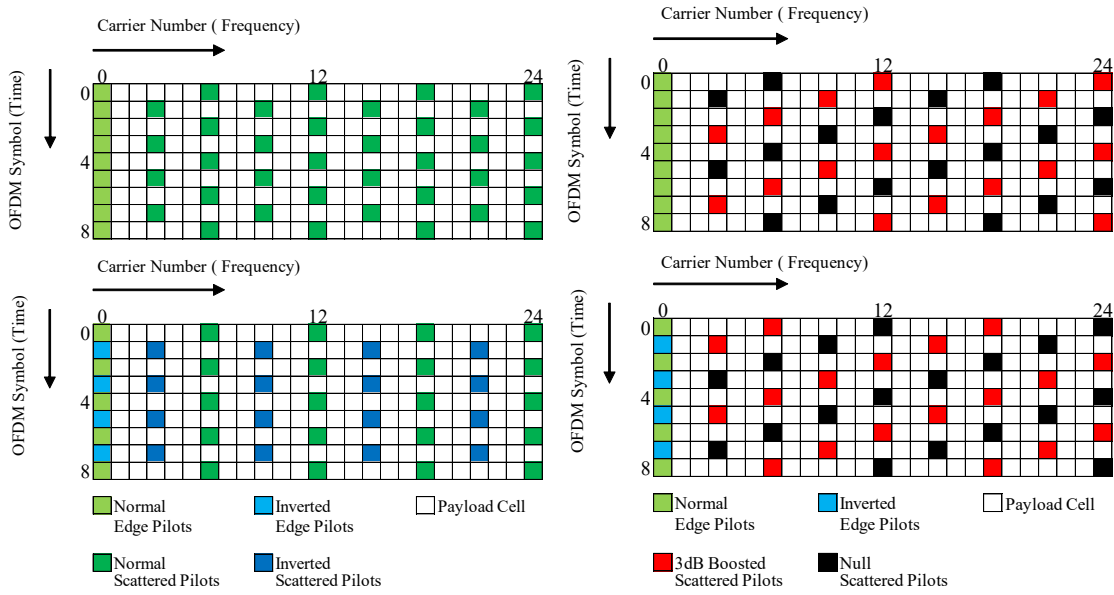 Carrier Number ( Frequency)
0 12 24
OFDM Symbol (Time)
0
4
8
Carrier Number ( Frequency)
0 12 24
OFDM Symbol (Time)
0
4
8
Carrier Number ( Frequency)
0 12 24
OFDM Symbol (Time)
0
4
8
Carrier Number ( Frequency)
0 12 24
OFDM Symbol (Time)
0
4
8
Normal
Edge Pilots
Inverted
Edge Pilots
Payload Cell
Normal
Scattered Pilots
Inverted
Scattered Pilots
Normal
Edge Pilots
Inverted
Edge Pilots
Payload Cell
3dB Boosted
Scattered Pilots
Null
Scattered Pilots